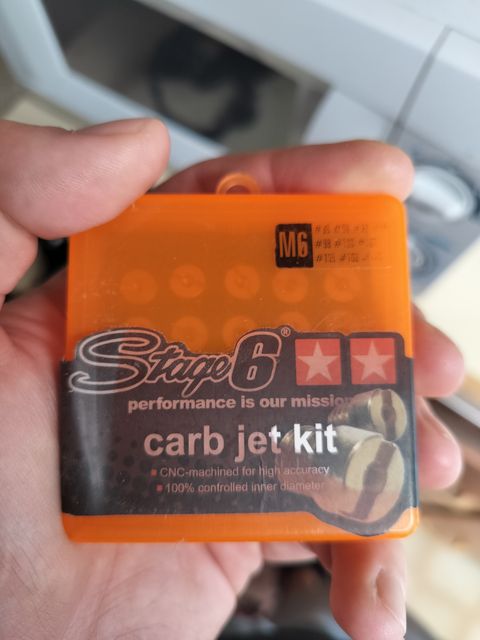 M6
Stage6®
performance is our mission
carb jet kit
CNC-machined for high accuracy
100% controlled inner diameter